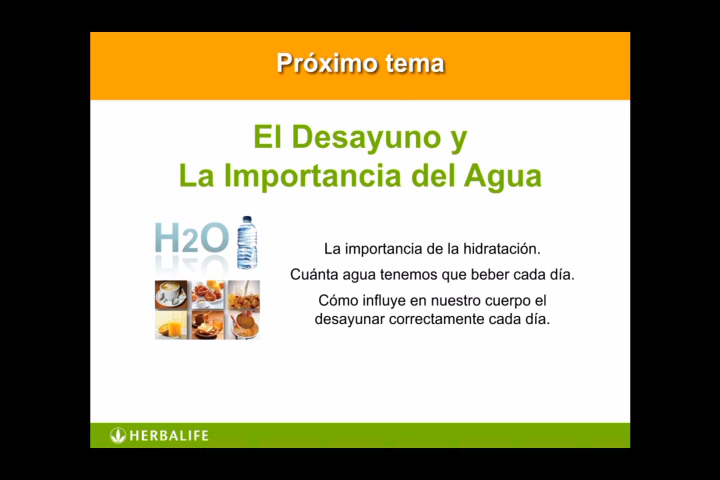 Próximo tema
El Desayuno y
La Importancia del Agua
H2O
La importancia de la hidratación.
Cuánta agua tenemos que beber cada día.
Cómo influye en nuestro cuerpo el
desayunar correctamente cada día.
HERBALIFE